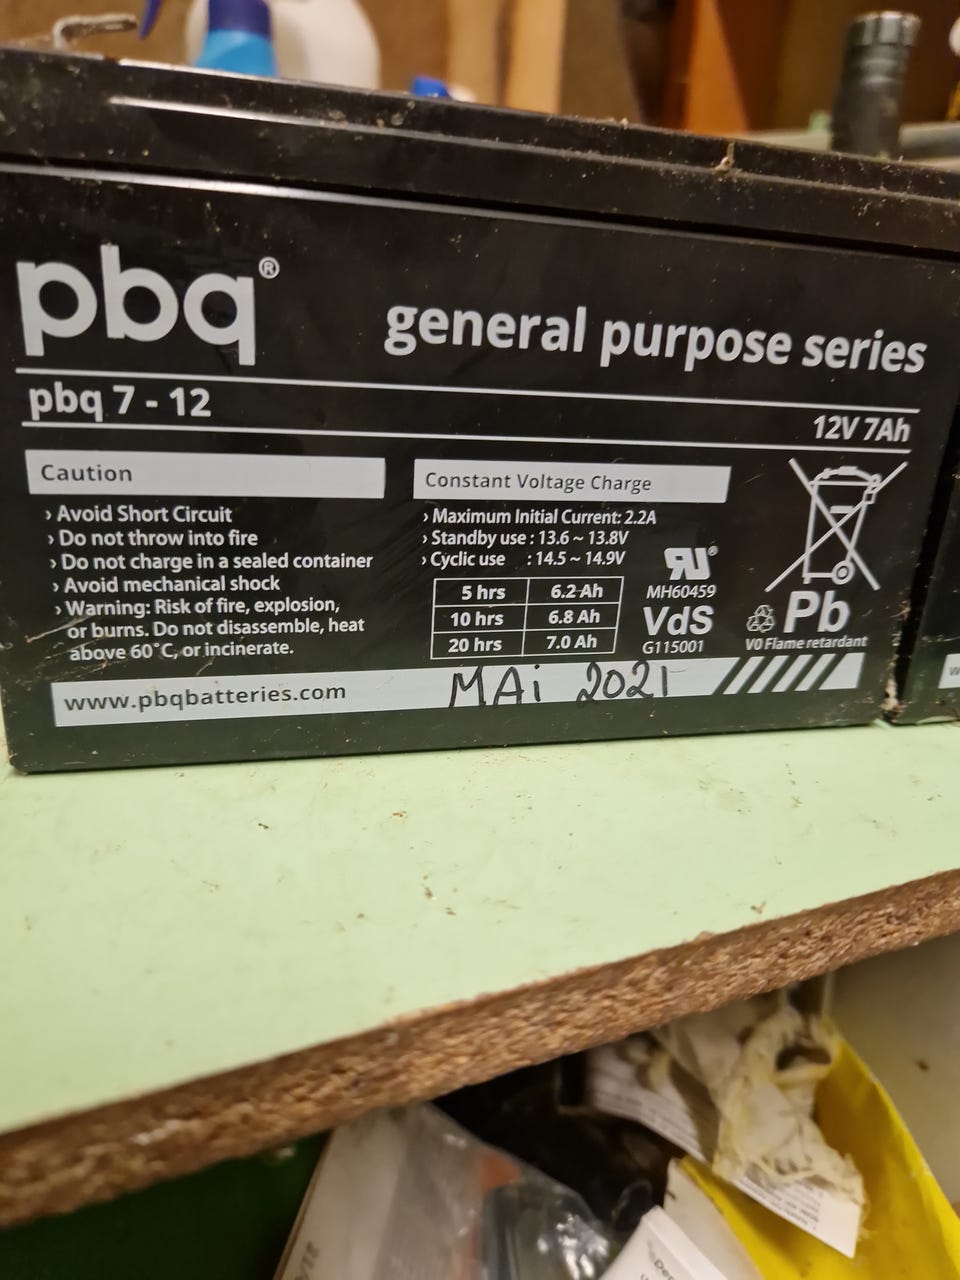 pbq®
general purpose series
pbq 7 - 12
12V 7Ah
Caution
› Avoid Short Circuit
› Do not throw into fire
› Do not charge in a sealed container
› Avoid mechanical shock
› Warning: Risk of fire, explosion,
or burns. Do not disassemble, heat
above 60°C, or incinerate.
Constant Voltage Charge
› Maximum Initial Current: 2.2A
› Standby use : 13.6 ~ 13.8V
› Cyclic use : 14.5 ~ 14.9V
5 hrs 6.2 Ah
10 hrs 6.8 Ah
20 hrs 7.0 Ah
RU®
MH60459
VdS
G115001
Pb
V0 Flame retardant
www.pbqbatteries.com
MAi 2021